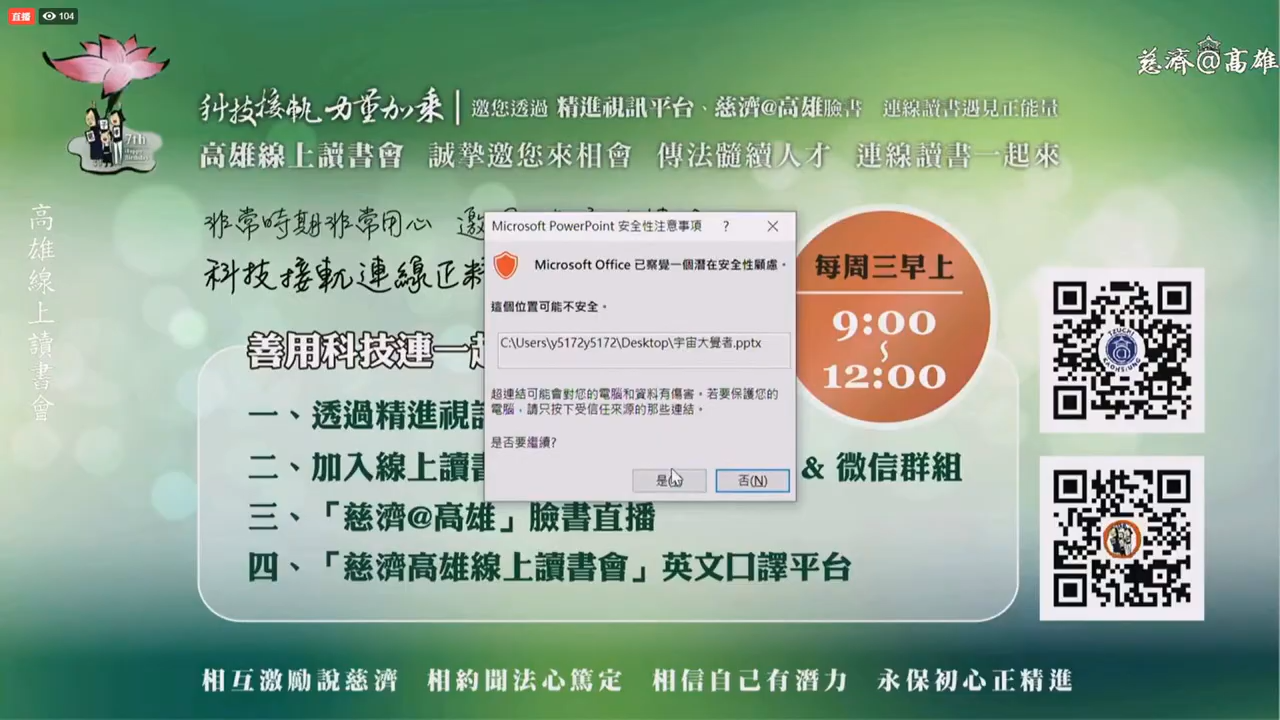 直播 104
慈濟@高雄
7th
Happy
Birthday
科技接軌 力量加乘 | 邀您透過 精進視訊平台、慈濟@高雄臉書 連線讀書遇見正能量
高雄線上讀書會 誠摯邀您來相會 傳法髓續人才 連線讀書一起來
高雄線上讀書會
非常時期非常用心 邀
科技接軌連線正
善用科技連一起
一、透過精進視訊
二、加入線上讀書 & 微信群組
三、「慈濟@高雄」臉書直播
四、「慈濟高雄線上讀書會」英文口譯平台
Microsoft PowerPoint 安全性注意事項 ?
Microsoft Office 已察覺一個潛在安全性顧慮。
這個位置可能不安全。
C:\Users\y5172y5172\Desktop\宇宙大覺者.pptx
超連結可能會對您的電腦和資料有傷害。若要保護您的
電腦，請只按下受信任來源的那些連結。
是否要繼續?
是 否(N)
每周三早上
9:00
~
12:00
TZUCHI
KAOHSIUNG
相互激勵說慈濟 相約聞法心篤定 相信自己有潛力 永保初心正精進